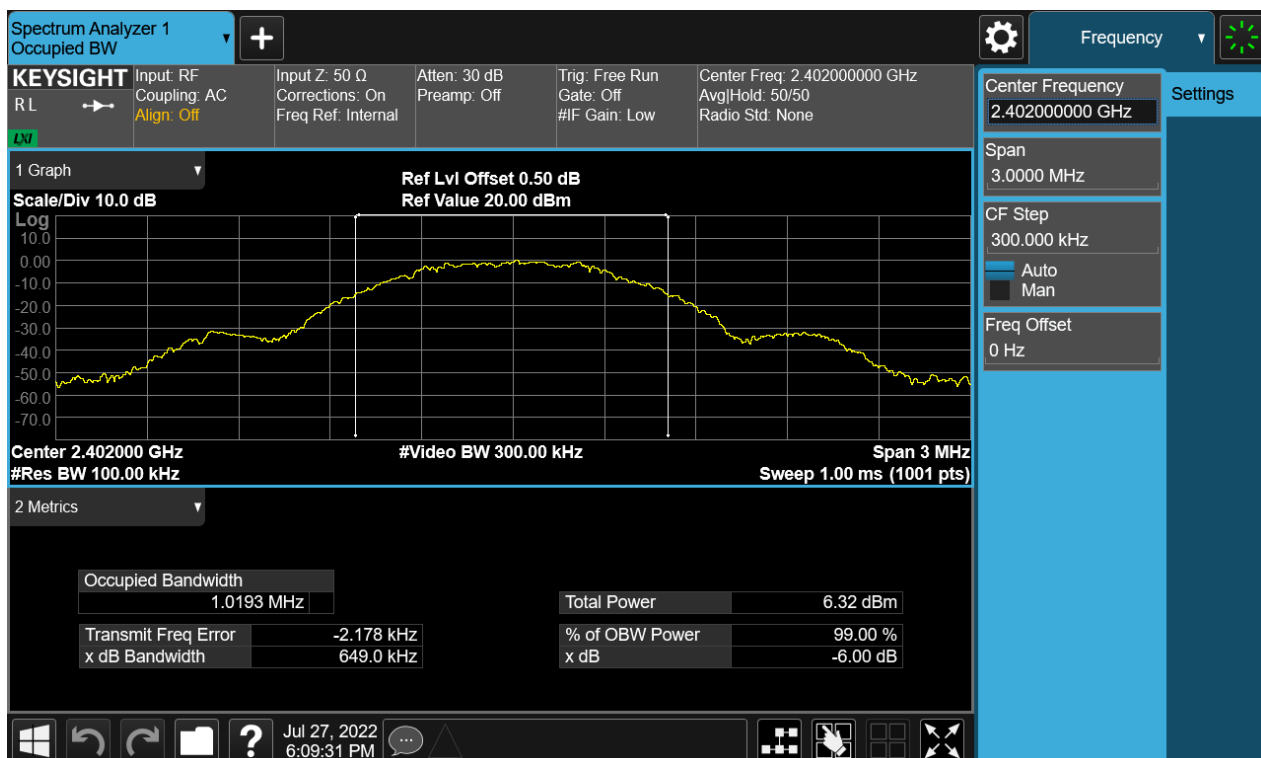 Spectrum Analyzer 1
Occupied BW
+
Frequency
KEYSIGHT
R L
LXI
Input: RF
Coupling: AC
Align: Off
Input Z: 50 Ω
Corrections: On
Freq Ref: Internal
Atten: 30 dB
Preamp: Off
Trig: Free Run
Gate: Off
#IF Gain: Low
Center Freq: 2.402000000 GHz
Avg|Hold: 50/50
Radio Std: None
Center Frequency
2.402000000 GHz
Settings
Span
3.0000 MHz
CF Step
300.000 kHz
Auto
Man
Freq Offset
0 Hz
1 Graph
Scale/Div 10.0 dB
Ref Lvl Offset 0.50 dB
Ref Value 20.00 dBm
Log
10.0
0.00
-10.0
-20.0
-30.0
-40.0
-50.0
-60.0
-70.0
Center 2.402000 GHz
#Video BW 300.00 kHz
Span 3 MHz
#Res BW 100.00 kHz
Sweep 1.00 ms (1001 pts)
2 Metrics
Occupied Bandwidth
1.0193 MHz
Total Power 6.32 dBm
Transmit Freq Error -2.178 kHz
% of OBW Power 99.00 %
x dB Bandwidth 649.0 kHz
x dB -6.00 dB
?
Jul 27, 2022
6:09:31 PM